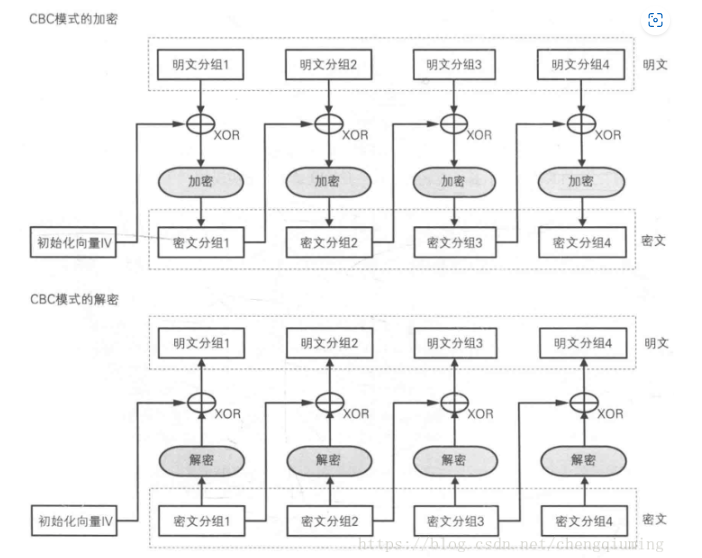 CBC模式的加密
明文分组1 明文分组2 明文分组3 明文分组4 明文
XOR XOR XOR XOR
加密 加密 加密 加密
初始化向量IV 密文分组1 密文分组2 密文分组3 密文分组4 密文
CBC模式的解密
明文分组1 明文分组2 明文分组3 明文分组4 明文
XOR XOR XOR XOR
解密 解密 解密 解密
初始化向量IV 密文分组1 密文分组2 密文分组3 密文分组4 密文
https://blog.csdn.net/chengqiuming